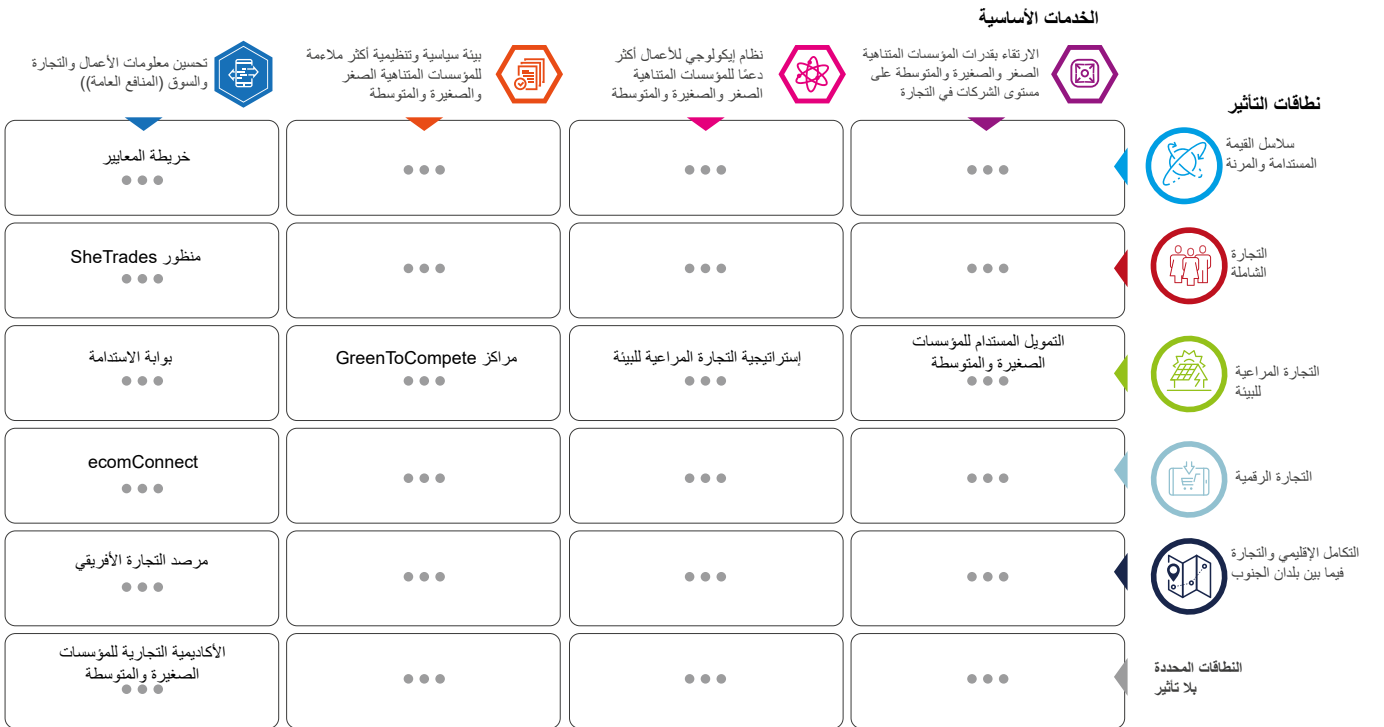 الخدمات الأساسية
الارتقاء بقدرات المؤسسات المتناهية
الصغر والصغيرة والمتوسطة على
مستوى الشركات في التجارة
نظام إيكولوجي للأعمال أكثر
دعمًا للمؤسسات المتناهية
الصغر والصغيرة والمتوسطة
بيئة سياسية وتنظيمية أكثر ملاءمة
للمؤسسات المتناهية الصغر
والصغيرة والمتوسطة
تحسين معلومات الأعمال والتجارة
والسوق (المنافع العامة))
نطاقات التأثير
سلاسل القيمة
المستدامة والمرنة
خريطة المعايير
التجارة
الشاملة
منظور SheTrades
التجارة المراعية
للبيئة
التمويل المستدام للمؤسسات
الصغيرة والمتوسطة
إستراتيجية التجارة المراعية للبيئة
مراكز GreenToCompete
بوابة الاستدامة
التجارة الرقمية
ecomConnect
التكامل الإقليمي والتجارة
فيما بين بلدان الجنوب
مرصد التجارة الأفريقي
النطاقات المحددة
بلا تأثير
الأكاديمية التجارية للمؤسسات
الصغيرة والمتوسطة